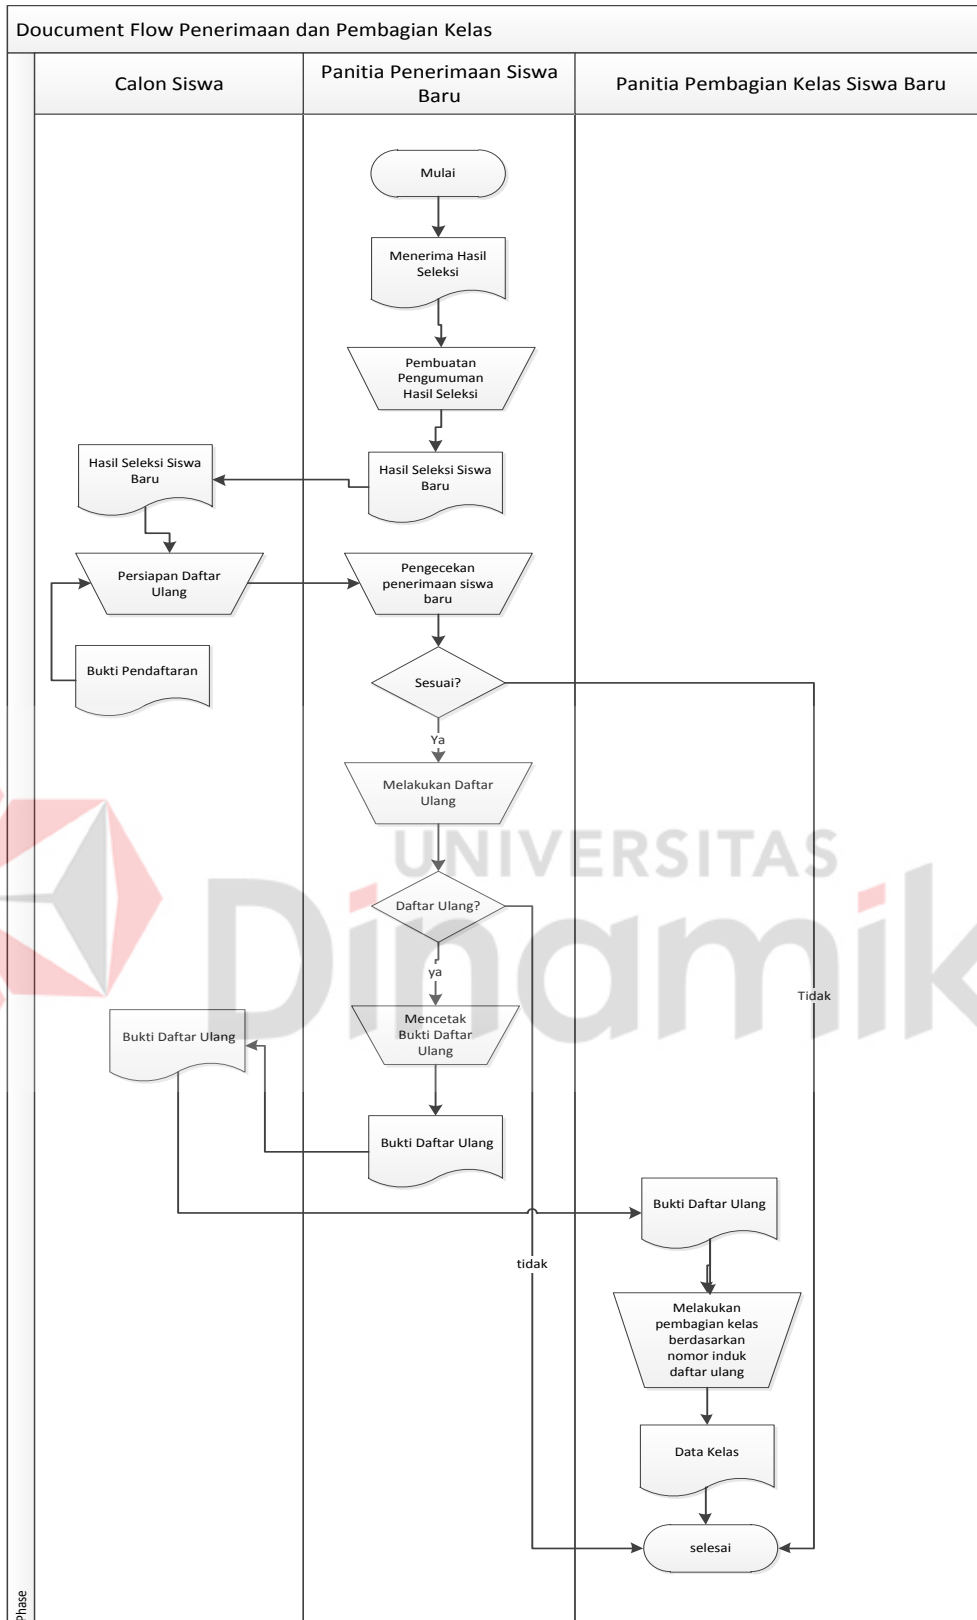 Doucument Flow Penerimaan dan Pembagian Kelas
Calon Siswa
Panitia Penerimaan Siswa
Baru
Panitia Pembagian Kelas Siswa Baru
Mulai
Menerima Hasil
Seleksi
Pembuatan
Pengumuman
Hasil Seleksi
Hasil Seleksi Siswa
Baru
Hasil Seleksi Siswa
Baru
Persiapan Daftar
Ulang
Pengecekan
penerimaan siswa
baru
Bukti Pendaftaran
Sesuai?
Ya
Melakukan Daftar
Ulang
UNIVERSITAS
Dinamik
Daftar Ulang?
ya
Tidak
Mencetak
Bukti Daftar
Ulang
Bukti Daftar Ulang
Bukti Daftar Ulang
Bukti Daftar Ulang
tidak
Melakukan
pembagian kelas
berdasarkan
nomor induk
daftar ulang
Data Kelas
selesai
Phase